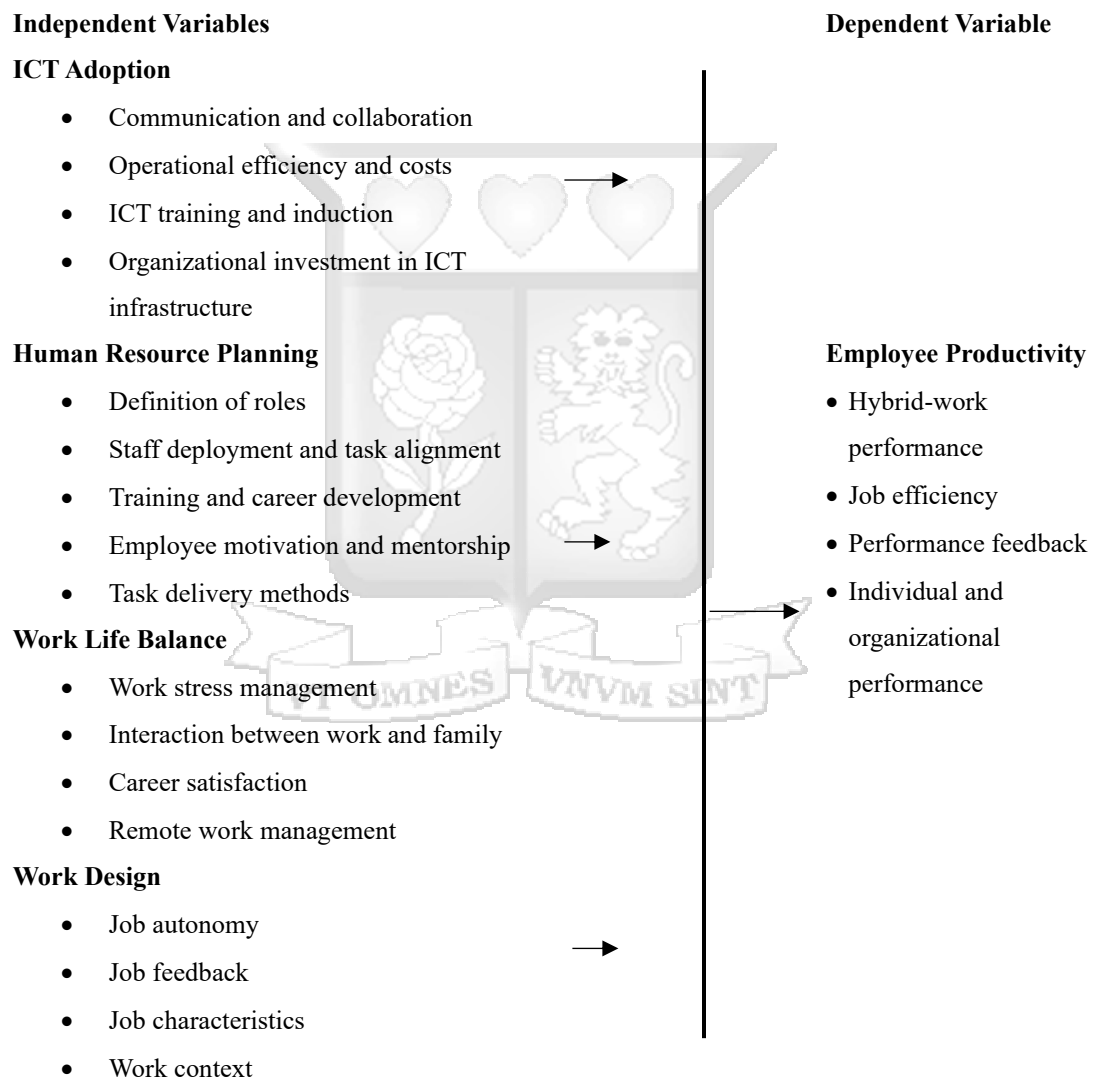 Independent Variables
Dependent Variable
ICT Adoption
• Communication and collaboration
• Operational efficiency and costs
• ICT training and induction
• Organizational investment in ICT
infrastructure
Human Resource Planning
• Definition of roles
• Staff deployment and task alignment
• Training and career development
• Employee motivation and mentorship
• Task delivery methods
Work Life Balance
• Work stress management
• Interaction between work and family
• Career satisfaction
• Remote work management
Work Design
• Job autonomy
• Job feedback
• Job characteristics
• Work context
Employee Productivity
• Hybrid-work
performance
• Job efficiency
• Performance feedback
• Individual and
organizational
performance
VT OMNES VNVM SINT